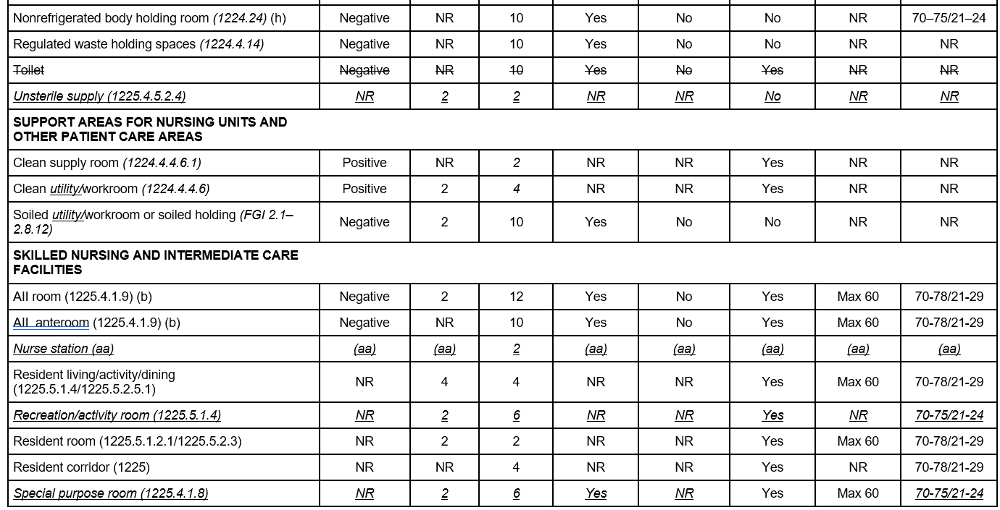 Nonrefrigerated body holding room (1224.24) (h) Negative NR 10 Yes No No NR 70–75/21–24
Regulated waste holding spaces (1224.4.14) Negative NR 10 Yes No No NR NR
Toilet Negative NR 10 Yes No Yes NR NR
Unsterile supply (1225.4.5.2.4) NR 2 2 NR NR No NR NR
SUPPORT AREAS FOR NURSING UNITS AND
OTHER PATIENT CARE AREAS
Clean supply room (1224.4.4.6.1) Positive NR 2 NR NR Yes NR NR
Clean utility/workroom (1224.4.4.6) Positive 2 4 NR NR Yes NR NR
Soiled utility/workroom or soiled holding (FGI 2.1–
2.8.12) Negative 2 10 Yes No No NR NR
SKILLED NURSING AND INTERMEDIATE CARE
FACILITIES
AII room (1225.4.1.9) (b) Negative 2 12 Yes No Yes Max 60 70-78/21-29
AII anteroom (1225.4.1.9) (b) Negative NR 10 Yes No Yes Max 60 70-78/21-29
Nurse station (aa) (aa) (aa) 2 (aa) (aa) (aa) (aa) (aa)
Resident living/activity/dining
(1225.5.1.4/1225.5.2.5.1) NR 4 4 NR NR Yes Max 60 70-78/21-29
Recreation/activity room (1225.5.1.4) NR 2 6 NR NR Yes NR 70-75/21-24
Resident room (1225.5.1.2.1/1225.5.2.3) NR 2 2 NR NR Yes Max 60 70-78/21-29
Resident corridor (1225) NR NR 4 NR NR Yes NR 70-78/21-29
Special purpose room (1225.4.1.8) NR 2 6 Yes NR Yes Max 60 70-75/21-24